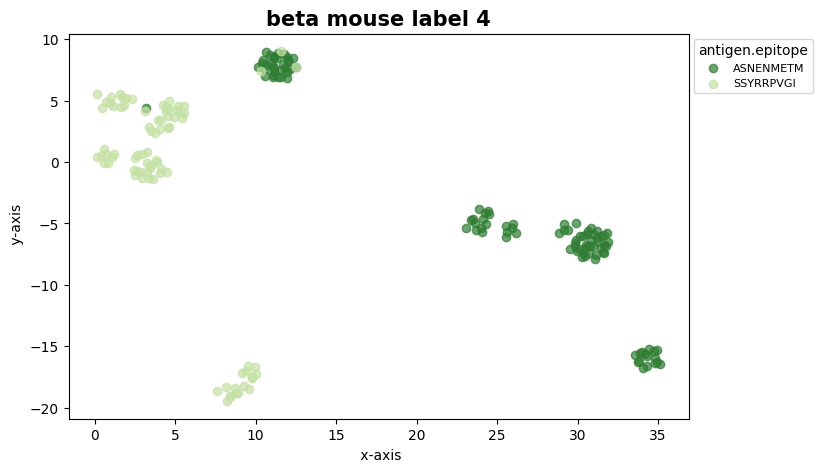 beta mouse label 4
antigen.epitope
ASNENMETM
SSYRRPVGI
10
5
0
−5
−10
−15
−20
y-axis
0 5 10 15 20 25 30 35
x-axis